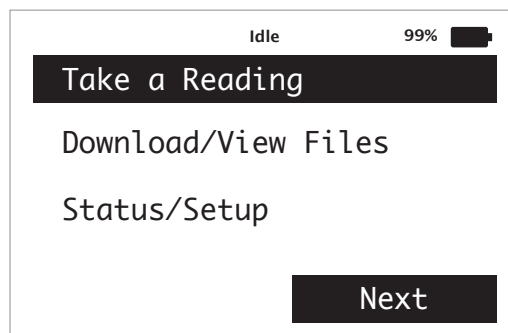 Idle 99%
Take a Reading
Download/View Files
Status/Setup
Next